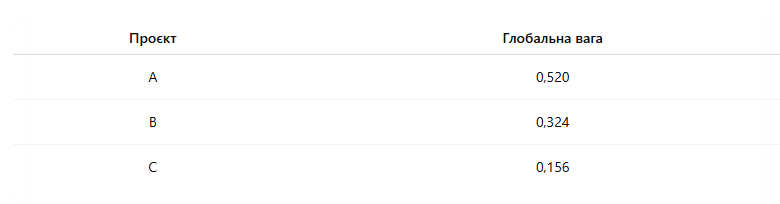 Проєкт Глобальна вага
A 0,520
B 0,324
C 0,156